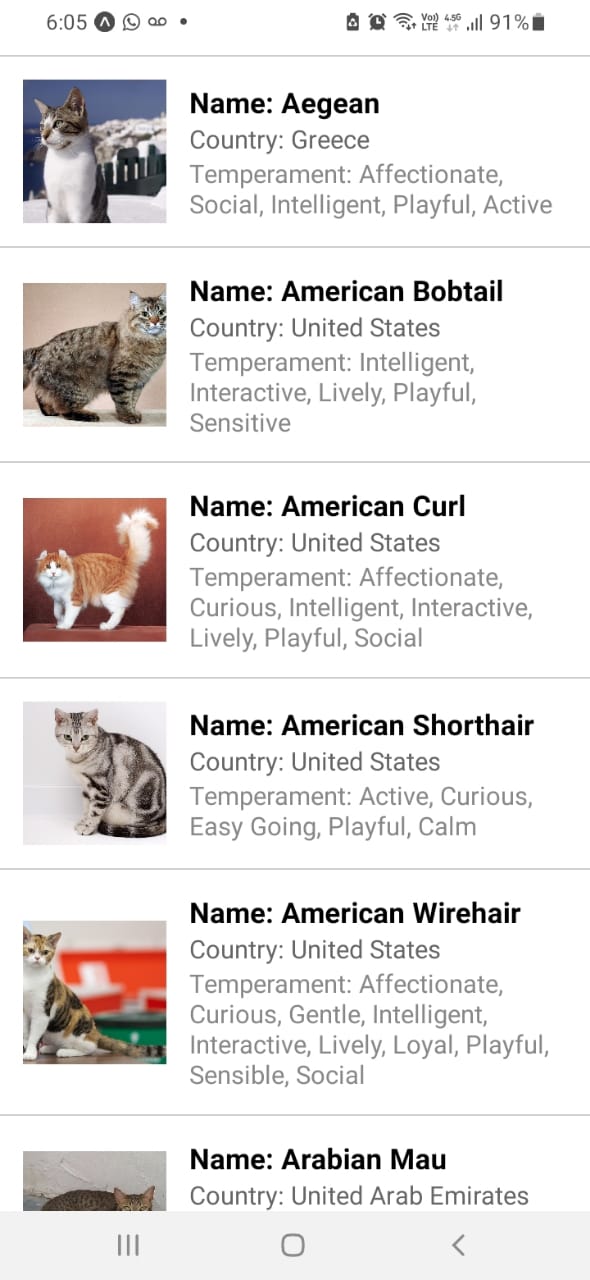 6:05
Vo) LTE 4.5G 91%
Name: Aegean
Country: Greece
Temperament: Affectionate,
Social, Intelligent, Playful, Active
Name: American Bobtail
Country: United States
Temperament: Intelligent,
Interactive, Lively, Playful,
Sensitive
Name: American Curl
Country: United States
Temperament: Affectionate,
Curious, Intelligent, Interactive,
Lively, Playful, Social
Name: American Shorthair
Country: United States
Temperament: Active, Curious,
Easy Going, Playful, Calm
Name: American Wirehair
Country: United States
Temperament: Affectionate,
Curious, Gentle, Intelligent,
Interactive, Lively, Loyal, Playful,
Sensible, Social
Name: Arabian Mau
Country: United Arab Emirates